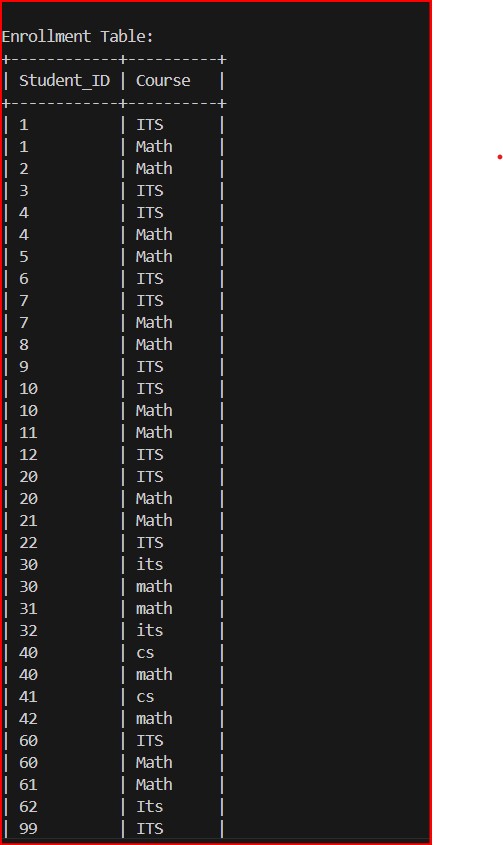 Enrollment Table:
+------------+----------+
| Student_ID | Course   |
+------------+----------+
| 1          | ITS      |
| 1          | Math     |
| 2          | Math     |
| 3          | ITS      |
| 4          | ITS      |
| 4          | Math     |
| 5          | Math     |
| 6          | ITS      |
| 7          | ITS      |
| 7          | Math     |
| 8          | Math     |
| 9          | ITS      |
| 10         | ITS      |
| 10         | Math     |
| 11         | Math     |
| 12         | ITS      |
| 20         | ITS      |
| 20         | Math     |
| 21         | Math     |
| 22         | ITS      |
| 30         | its      |
| 30         | math     |
| 31         | math     |
| 32         | its      |
| 40         | cs       |
| 40         | math     |
| 41         | cs       |
| 42         | math     |
| 60         | ITS      |
| 60         | Math     |
| 61         | Math     |
| 62         | Its      |
| 99         | ITS      |